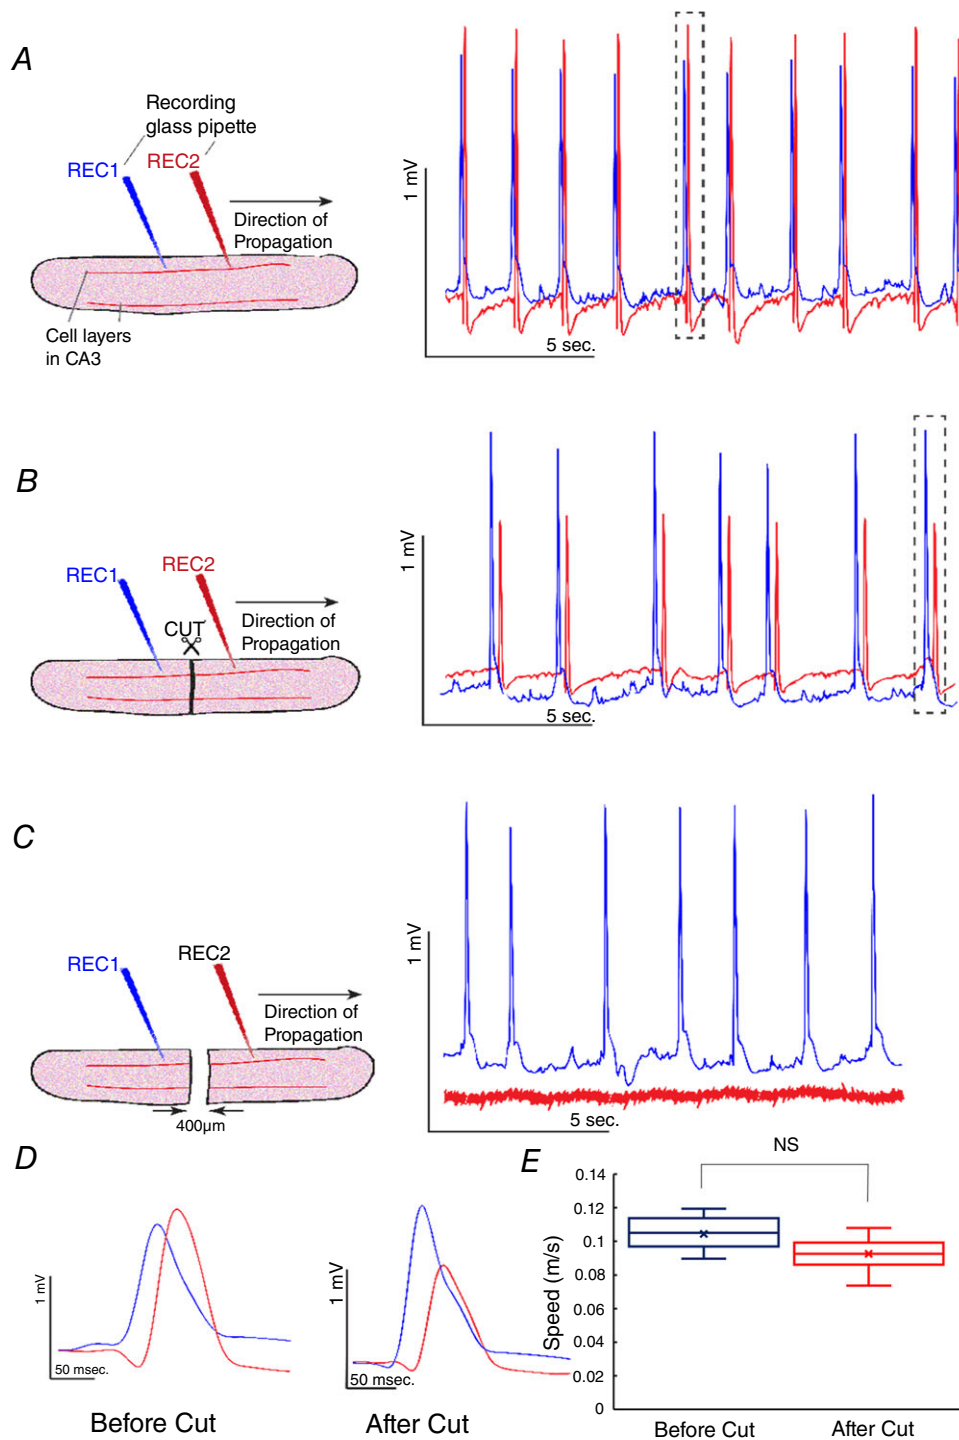 A
Recording
glass pipette
REC1
REC2
Direction of
Propagation
Cell layers
in CA3
1 mV
5 sec.
B
REC1
REC2
CUT
Direction of
Propagation
1 mV
5 sec.
C
REC1
REC2
Direction of
Propagation
400µm
1 mV
5 sec.
D
1 mV
50 msec.
Before Cut
1 mV
50 msec.
After Cut
E
NS
Speed (m/s)
0.14
0.12
0.1
0.08
0.06
0.04
0.02
0
Before Cut
After Cut